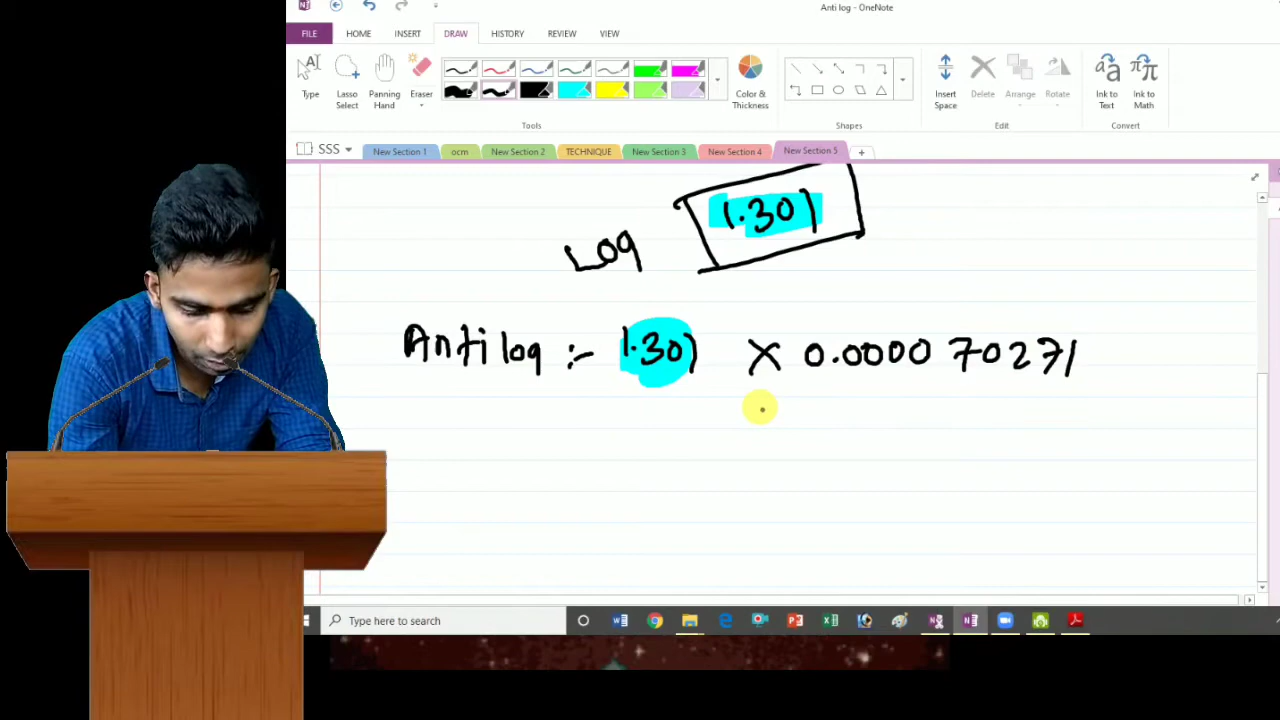 Anti log - OneNote
FILE HOME INSERT DRAW HISTORY REVIEW VIEW
Type
Lasso Select
Panning Hand
Eraser
Color & Thickness
Insert Space
Delete
Arrange
Rotate
Ink to Text
Ink to Math
Tools Shapes Edit Convert
SSS New Section 1 ocm New Section 2 TECHNIQUE New Section 3 New Section 4 New Section 5
1.301
Log
Antilog :- 1.301 X 0.0000 70271
Type here to search